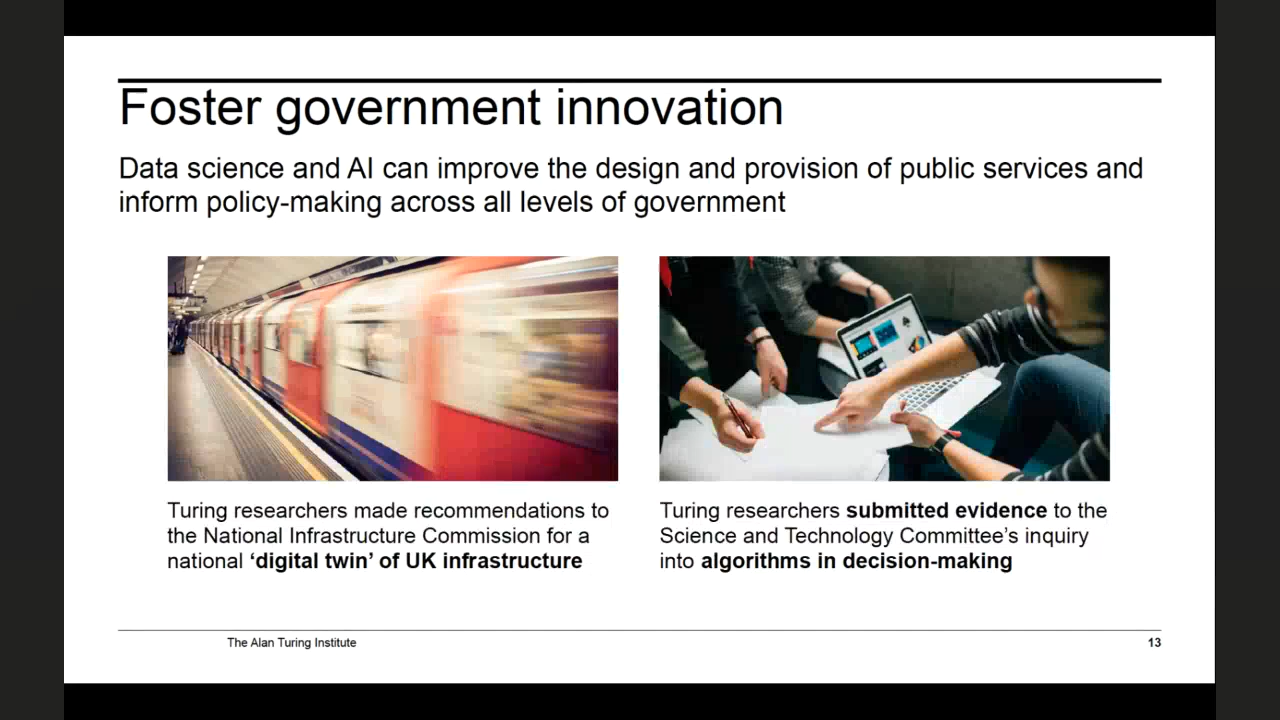 Foster government innovation
Data science and AI can improve the design and provision of public services and
inform policy-making across all levels of government
Turing researchers made recommendations to
the National Infrastructure Commission for a
national ‘digital twin’ of UK infrastructure
Turing researchers submitted evidence to the
Science and Technology Committee’s inquiry
into algorithms in decision-making
The Alan Turing Institute
13